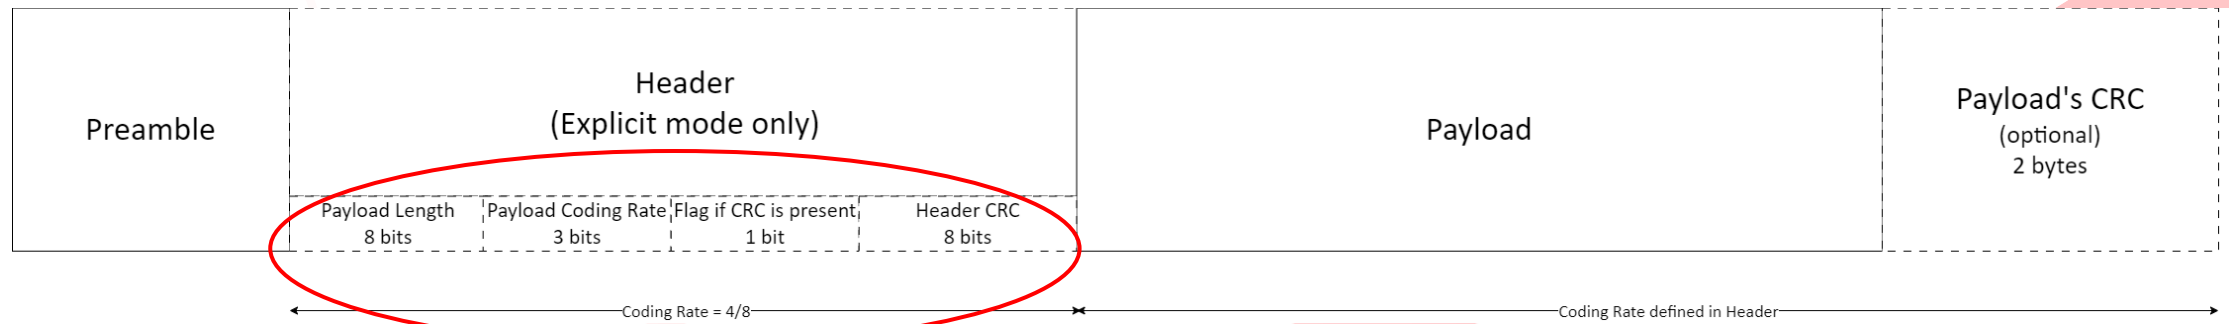 Preamble
Header
(Explicit mode only)
Payload Length
8 bits
Payload Coding Rate
3 bits
Flag if CRC is present
1 bit
Header CRC
8 bits
Payload
Payload's CRC
(optional)
2 bytes
Coding Rate = 4/8
Coding Rate defined in Header